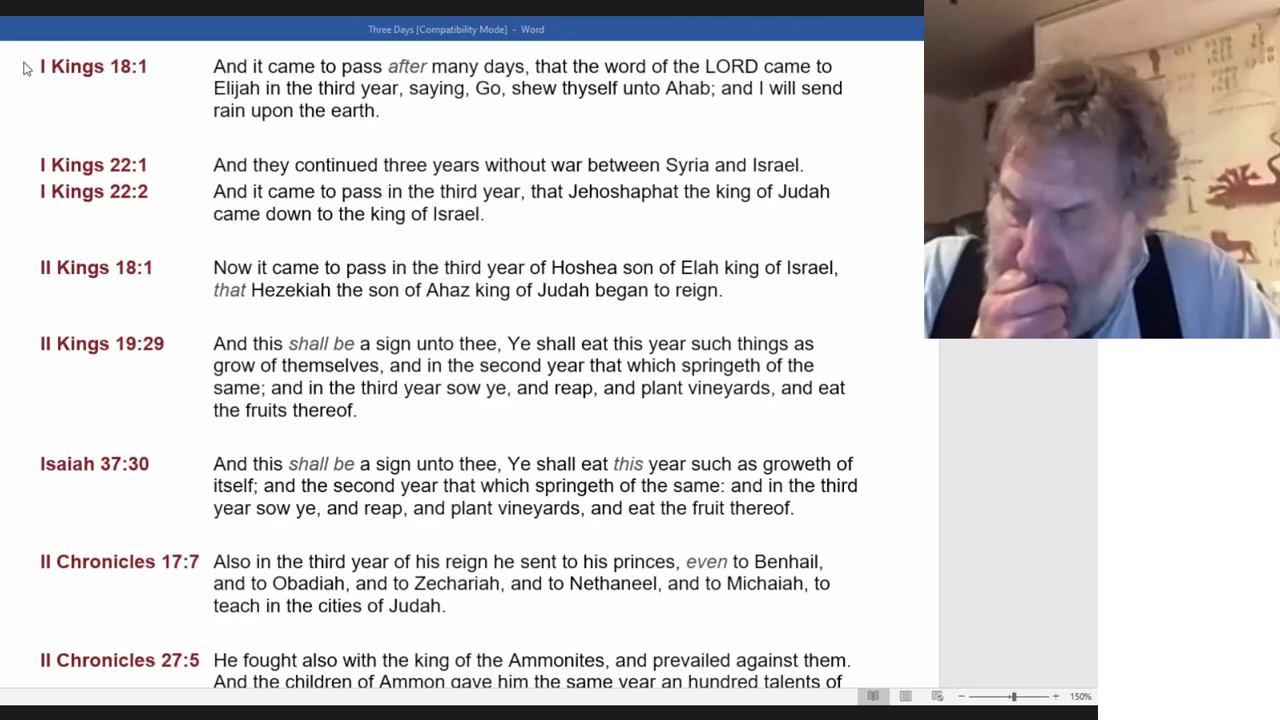 Three Days [Compatibility Mode] - Word
I Kings 18:1 And it came to pass after many days, that the word of the LORD came to
Elijah in the third year, saying, Go, shew thyself unto Ahab; and I will send
rain upon the earth.
I Kings 22:1 And they continued three years without war between Syria and Israel.
I Kings 22:2 And it came to pass in the third year, that Jehoshaphat the king of Judah
came down to the king of Israel.
II Kings 18:1 Now it came to pass in the third year of Hoshea son of Elah king of Israel,
that Hezekiah the son of Ahaz king of Judah began to reign.
II Kings 19:29 And this shall be a sign unto thee, Ye shall eat this year such things as
grow of themselves, and in the second year that which springeth of the
same; and in the third year sow ye, and reap, and plant vineyards, and eat
the fruits thereof.
Isaiah 37:30 And this shall be a sign unto thee, Ye shall eat this year such as groweth of
itself; and the second year that which springeth of the same: and in the third
year sow ye, and reap, and plant vineyards, and eat the fruit thereof.
II Chronicles 17:7 Also in the third year of his reign he sent to his princes, even to Benhail,
and to Obadiah, and to Zechariah, and to Nethaneel, and to Michaiah, to
teach in the cities of Judah.
II Chronicles 27:5 He fought also with the king of the Ammonites, and prevailed against them.
And the children of Ammon gave him the same year an hundred talents of
150%